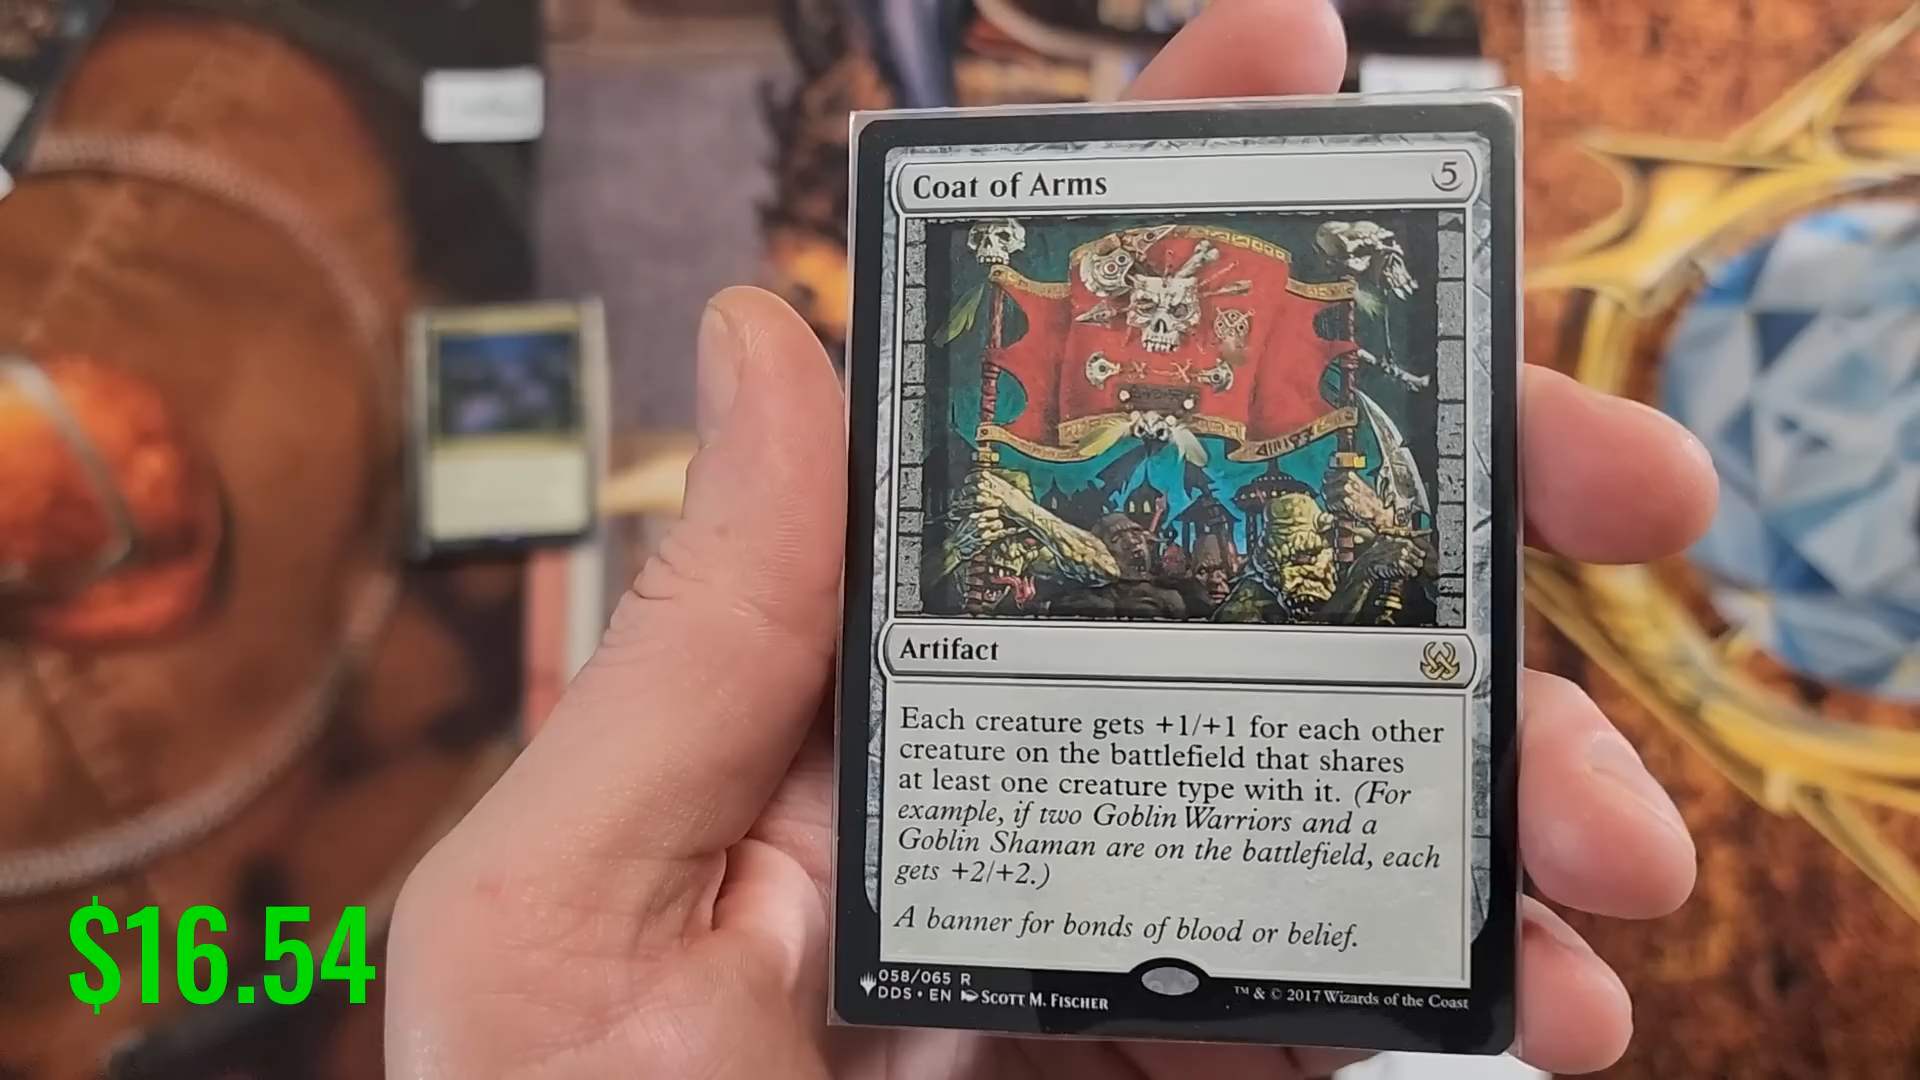 Coat of Arms 5
Artifact
Each creature gets +1/+1 for each other
creature on the battlefield that shares
at least one creature type with it. (For
example, if two Goblin Warriors and a
Goblin Shaman are on the battlefield, each
gets +2/+2.)
A banner for bonds of blood or belief.
058/065 R
DDS • EN SCOTT M. FISCHER
™ & © 2017 Wizards of the Coast
$16.54